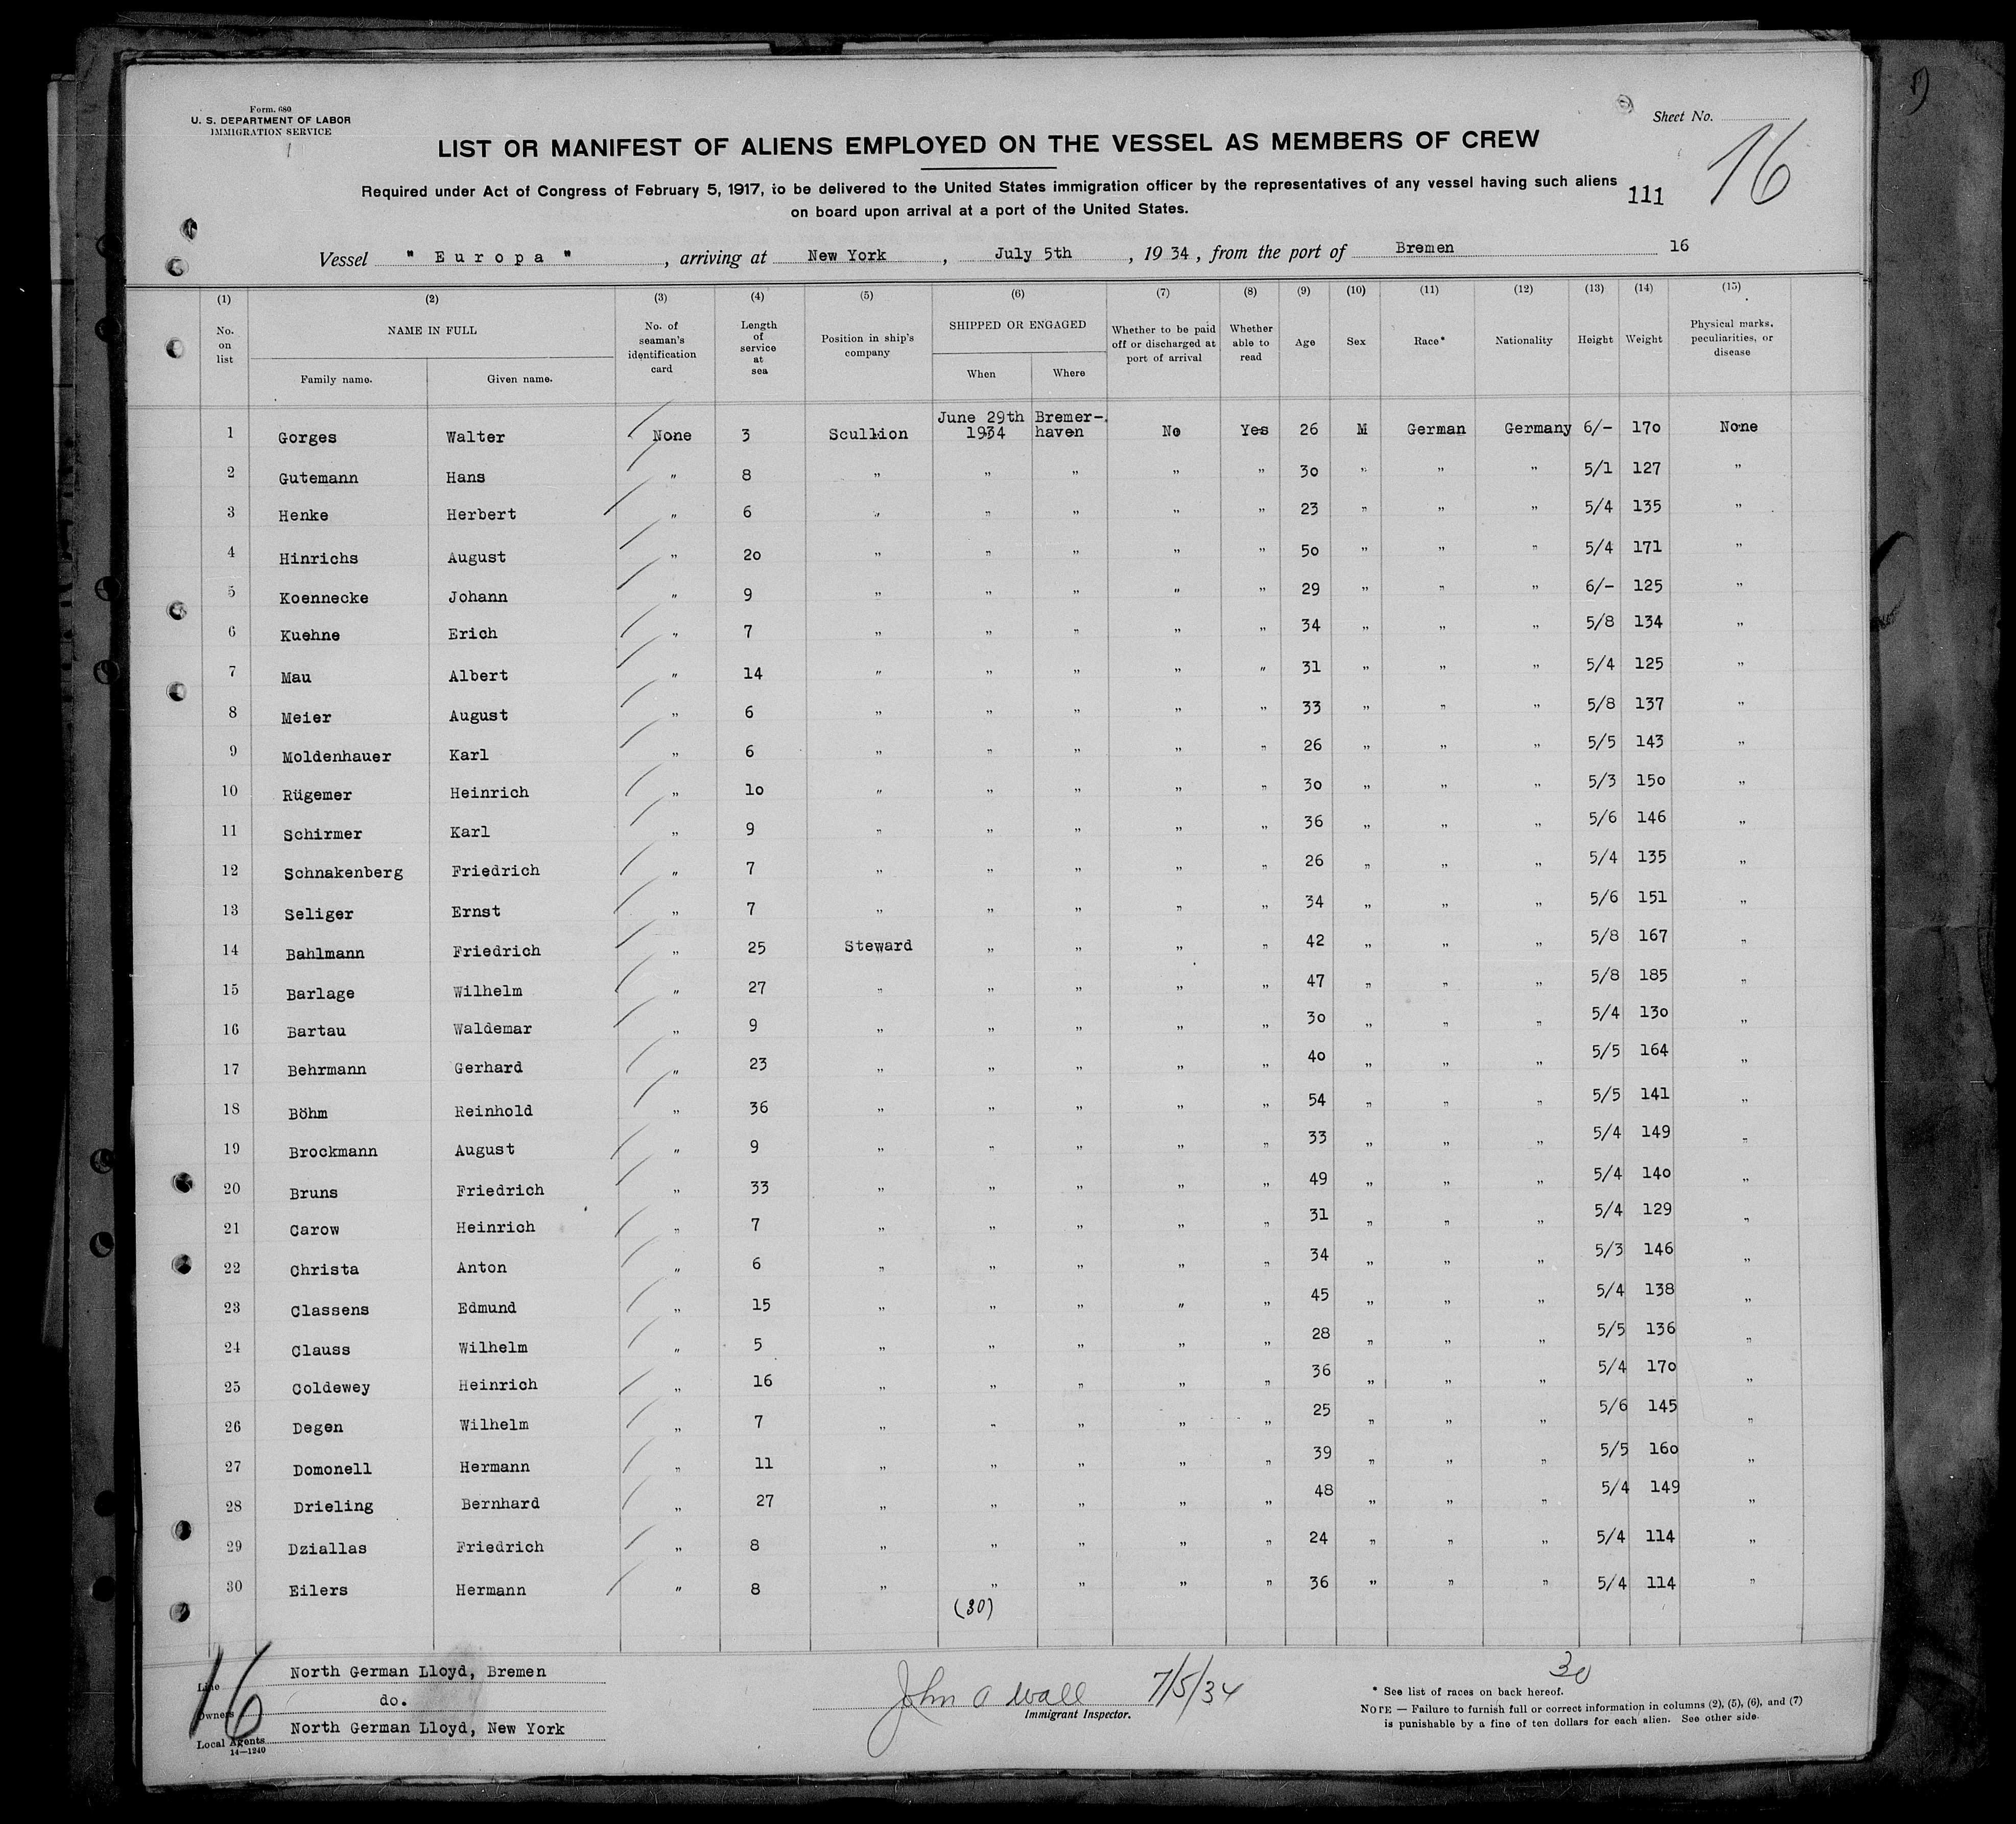 Form. 680
U. S. DEPARTMENT OF LABOR
IMMIGRATION SERVICE
Sheet No.
16
LIST OR MANIFEST OF ALIENS EMPLOYED ON THE VESSEL AS MEMBERS OF CREW
Required under Act of Congress of February 5, 1917, to be delivered to the United States immigration officer by the representatives of any vessel having such aliens
on board upon arrival at a port of the United States.
111
Vessel " Europa " , arriving at New York , July 5th , 1934 , from the port of Bremen 16
(1) (2) (3) (4) (5) (6) (7) (8) (9) (10) (11) (12) (13) (14) (15)
No. on list NAME IN FULL Family name. Given name. No. of seaman's identification card Length of service at sea Position in ship's company SHIPPED OR ENGAGED When Where Whether to be paid off or discharged at port of arrival Whether able to read Age Sex Race* Nationality Height Weight Physical marks, peculiarities, or disease
1 Gorges Walter None 3 Scullion June 29th 1934 Bremer-haven No Yes 26 M German Germany 6/- 170 None
2 Gutemann Hans " 8 " " " " " 30 " " " 5/1 127 "
3 Henke Herbert " 6 " " " " " 23 " " " 5/4 135 "
4 Hinrichs August " 20 " " " " " 50 " " " 5/4 171 "
5 Koennecke Johann " 9 " " " " " 29 " " " 6/- 125 "
6 Kuehne Erich " 7 " " " " " 34 " " " 5/8 134 "
7 Mau Albert " 14 " " " " " 31 " " " 5/4 125 "
8 Meier August " 6 " " " " " 33 " " " 5/8 137 "
9 Moldenhauer Karl " 6 " " " " " 26 " " " 5/5 143 "
10 Rügemer Heinrich " 10 " " " " " 30 " " " 5/3 150 "
11 Schirmer Karl " 9 " " " " " 36 " " " 5/6 146 "
12 Schnakenberg Friedrich " 7 " " " " " 26 " " " 5/4 135 "
13 Seliger Ernst " 7 " " " " " 34 " " " 5/6 151 "
14 Bahlmann Friedrich " 25 Steward " " " " 42 " " " 5/8 167 "
15 Barlage Wilhelm " 27 " " " " " 47 " " " 5/8 185 "
16 Bartau Waldemar " 9 " " " " " 30 " " " 5/4 130 "
17 Behrmann Gerhard " 23 " " " " " 40 " " " 5/5 164 "
18 Böhm Reinhold " 36 " " " " " 54 " " " 5/5 141 "
19 Brockmann August " 9 " " " " " 33 " " " 5/4 149 "
20 Bruns Friedrich " 33 " " " " " 49 " " " 5/4 140 "
21 Carow Heinrich " 7 " " " " " 31 " " " 5/4 129 "
22 Christa Anton " 6 " " " " " 34 " " " 5/3 146 "
23 Classens Edmund " 15 " " " " " 45 " " " 5/4 138 "
24 Clauss Wilhelm " 5 " " " " " 28 " " " 5/5 136 "
25 Coldewey Heinrich " 16 " " " " " 36 " " " 5/4 170 "
26 Degen Wilhelm " 7 " " " " " 25 " " " 5/6 145 "
27 Domonell Hermann " 11 " " " " " 39 " " " 5/5 160 "
28 Drieling Bernhard " 27 " " " " " 48 " " " 5/4 149 "
29 Dziallas Friedrich " 8 " " " " " 24 " " " 5/4 114 "
30 Eilers Hermann " 8 " " " " " 36 " " " 5/4 114 "
(30)
16
Line North German Lloyd, Bremen
Owners do.
Local Agents North German Lloyd, New York
14—1240
John A Wall 7/5/34
Immigrant Inspector.
30
* See list of races on back hereof.
NOTE — Failure to furnish full or correct information in columns (2), (5), (6), and (7)
is punishable by a fine of ten dollars for each alien. See other side.